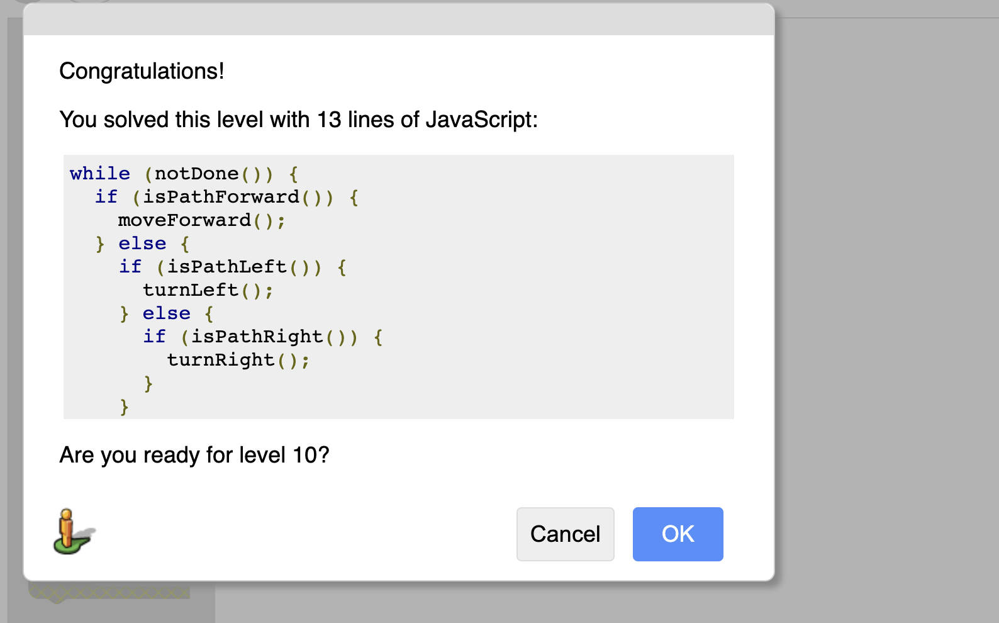 Congratulations!
You solved this level with 13 lines of JavaScript:
while (notDone()) {
  if (isPathForward()) {
    moveForward();
  } else {
    if (isPathLeft()) {
      turnLeft();
    } else {
      if (isPathRight()) {
        turnRight();
      }
    }
Are you ready for level 10?
Cancel
OK